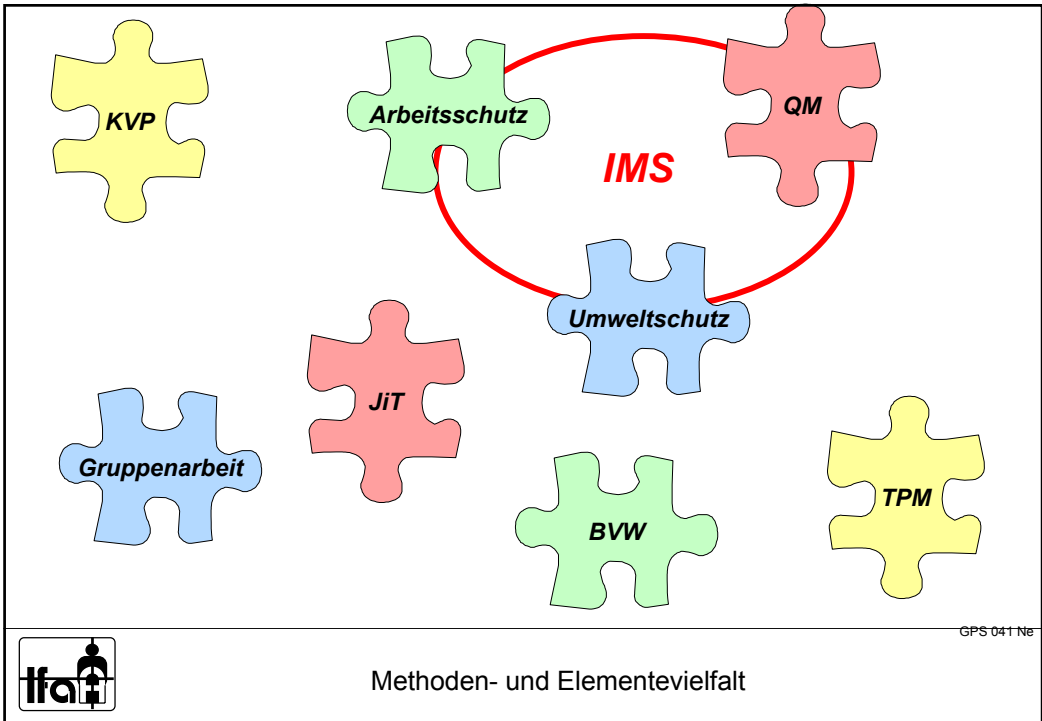 KVP
Arbeitsschutz
QM
IMS
Umweltschutz
JiT
Gruppenarbeit
TPM
BVW
GPS 041 Ne
Ifa
Methoden- und Elementevielfalt